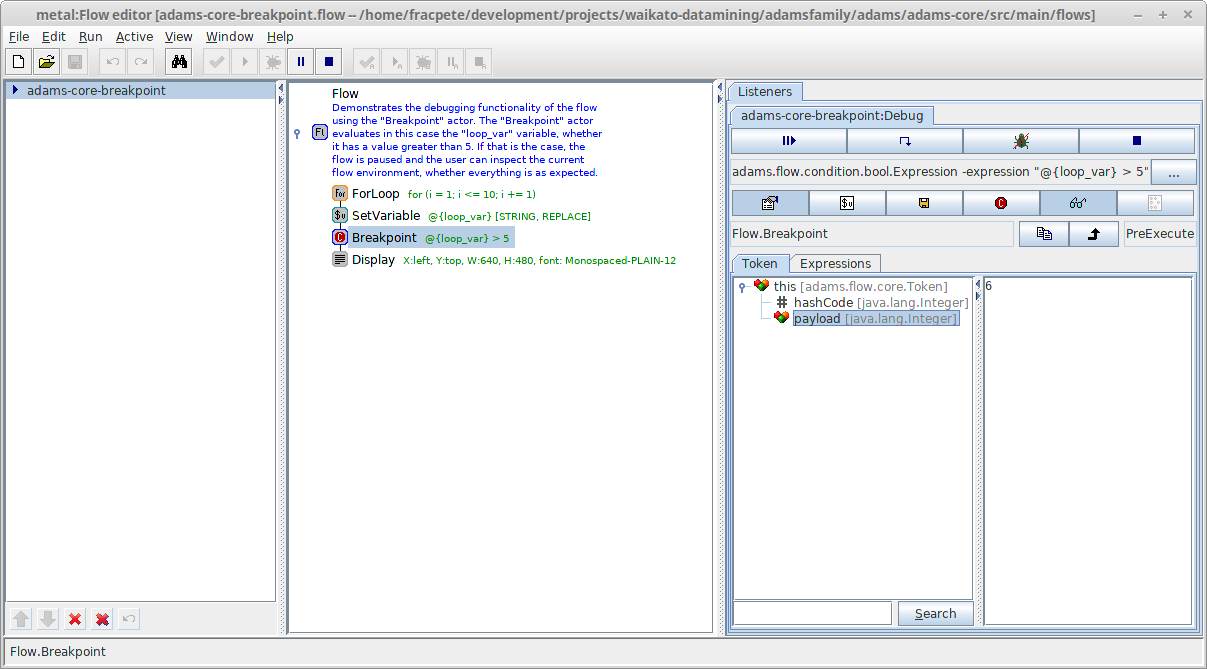 metal:Flow editor [adams-core-breakpoint.flow -- /home/fracpete/development/projects/waikato-datamining/adamsfamily/adams/adams-core/src/main/flows]
File Edit Run Active View Window Help
adams-core-breakpoint
Flow
Demonstrates the debugging functionality of the flow
using the "Breakpoint" actor. The "Breakpoint" actor
evaluates in this case the "loop_var" variable, whether
it has a value greater than 5. If that is the case, the
flow is paused and the user can inspect the current
flow environment, whether everything is as expected.
Fl
For ForLoop for (i = 1; i <= 10; i += 1)
SetVariable @{loop_var} [STRING, REPLACE]
C Breakpoint @{loop_var} > 5
Display X:left, Y:top, W:640, H:480, font: Monospaced-PLAIN-12
Listeners
adams-core-breakpoint:Debug
adams.flow.condition.bool.Expression -expression "@{loop_var} > 5"
...
Flow.Breakpoint
PreExecute
Token Expressions
this [adams.flow.core.Token]
# hashCode [java.lang.Integer]
payload [java.lang.Integer]
6
Search
Flow.Breakpoint